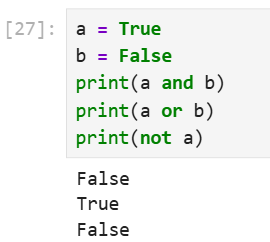 [27]: a = True
b = False
print(a and b)
print(a or b)
print(not a)
False
True
False